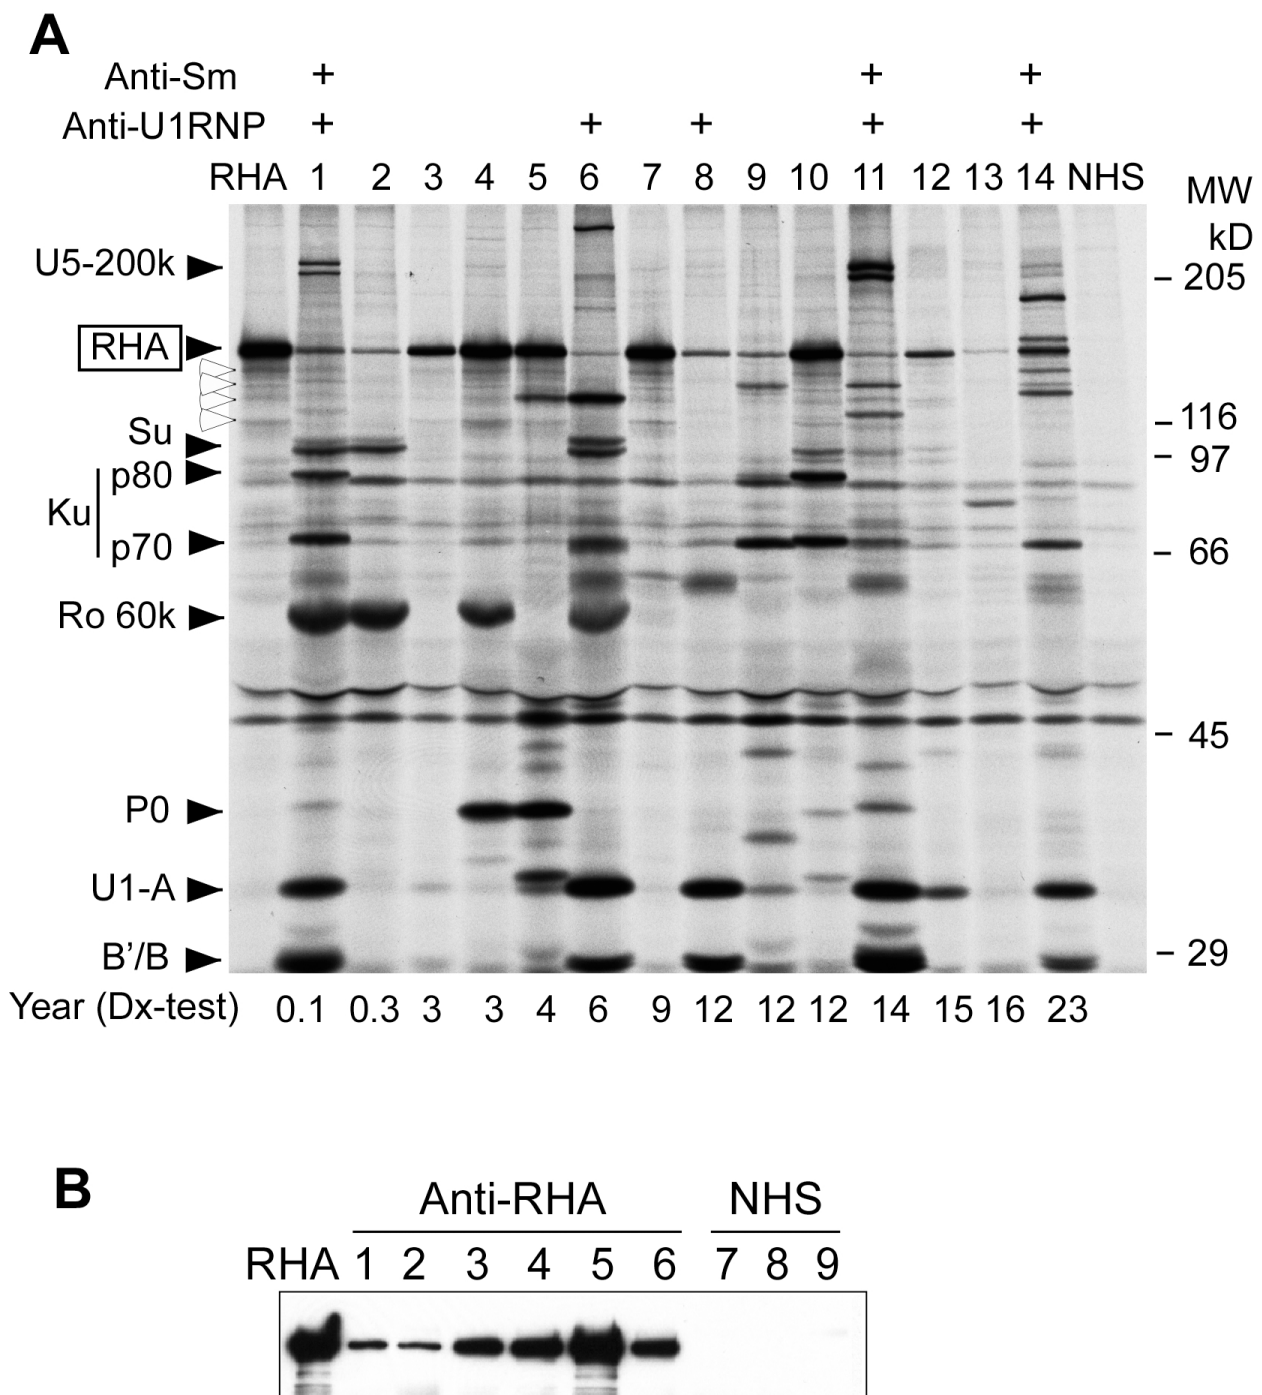 A
Anti-Sm + + +
Anti-U1RNP + + + + +
RHA 1 2 3 4 5 6 7 8 9 10 11 12 13 14 NHS
MW
kD
U5-200k
205
RHA
116
Su
97
p80
Ku
p70
66
Ro 60k
45
P0
U1-A
B’/B
29
Year (Dx-test) 0.1 0.3 3 3 4 6 9 12 12 12 14 15 16 23
B
Anti-RHA NHS
RHA 1 2 3 4 5 6 7 8 9